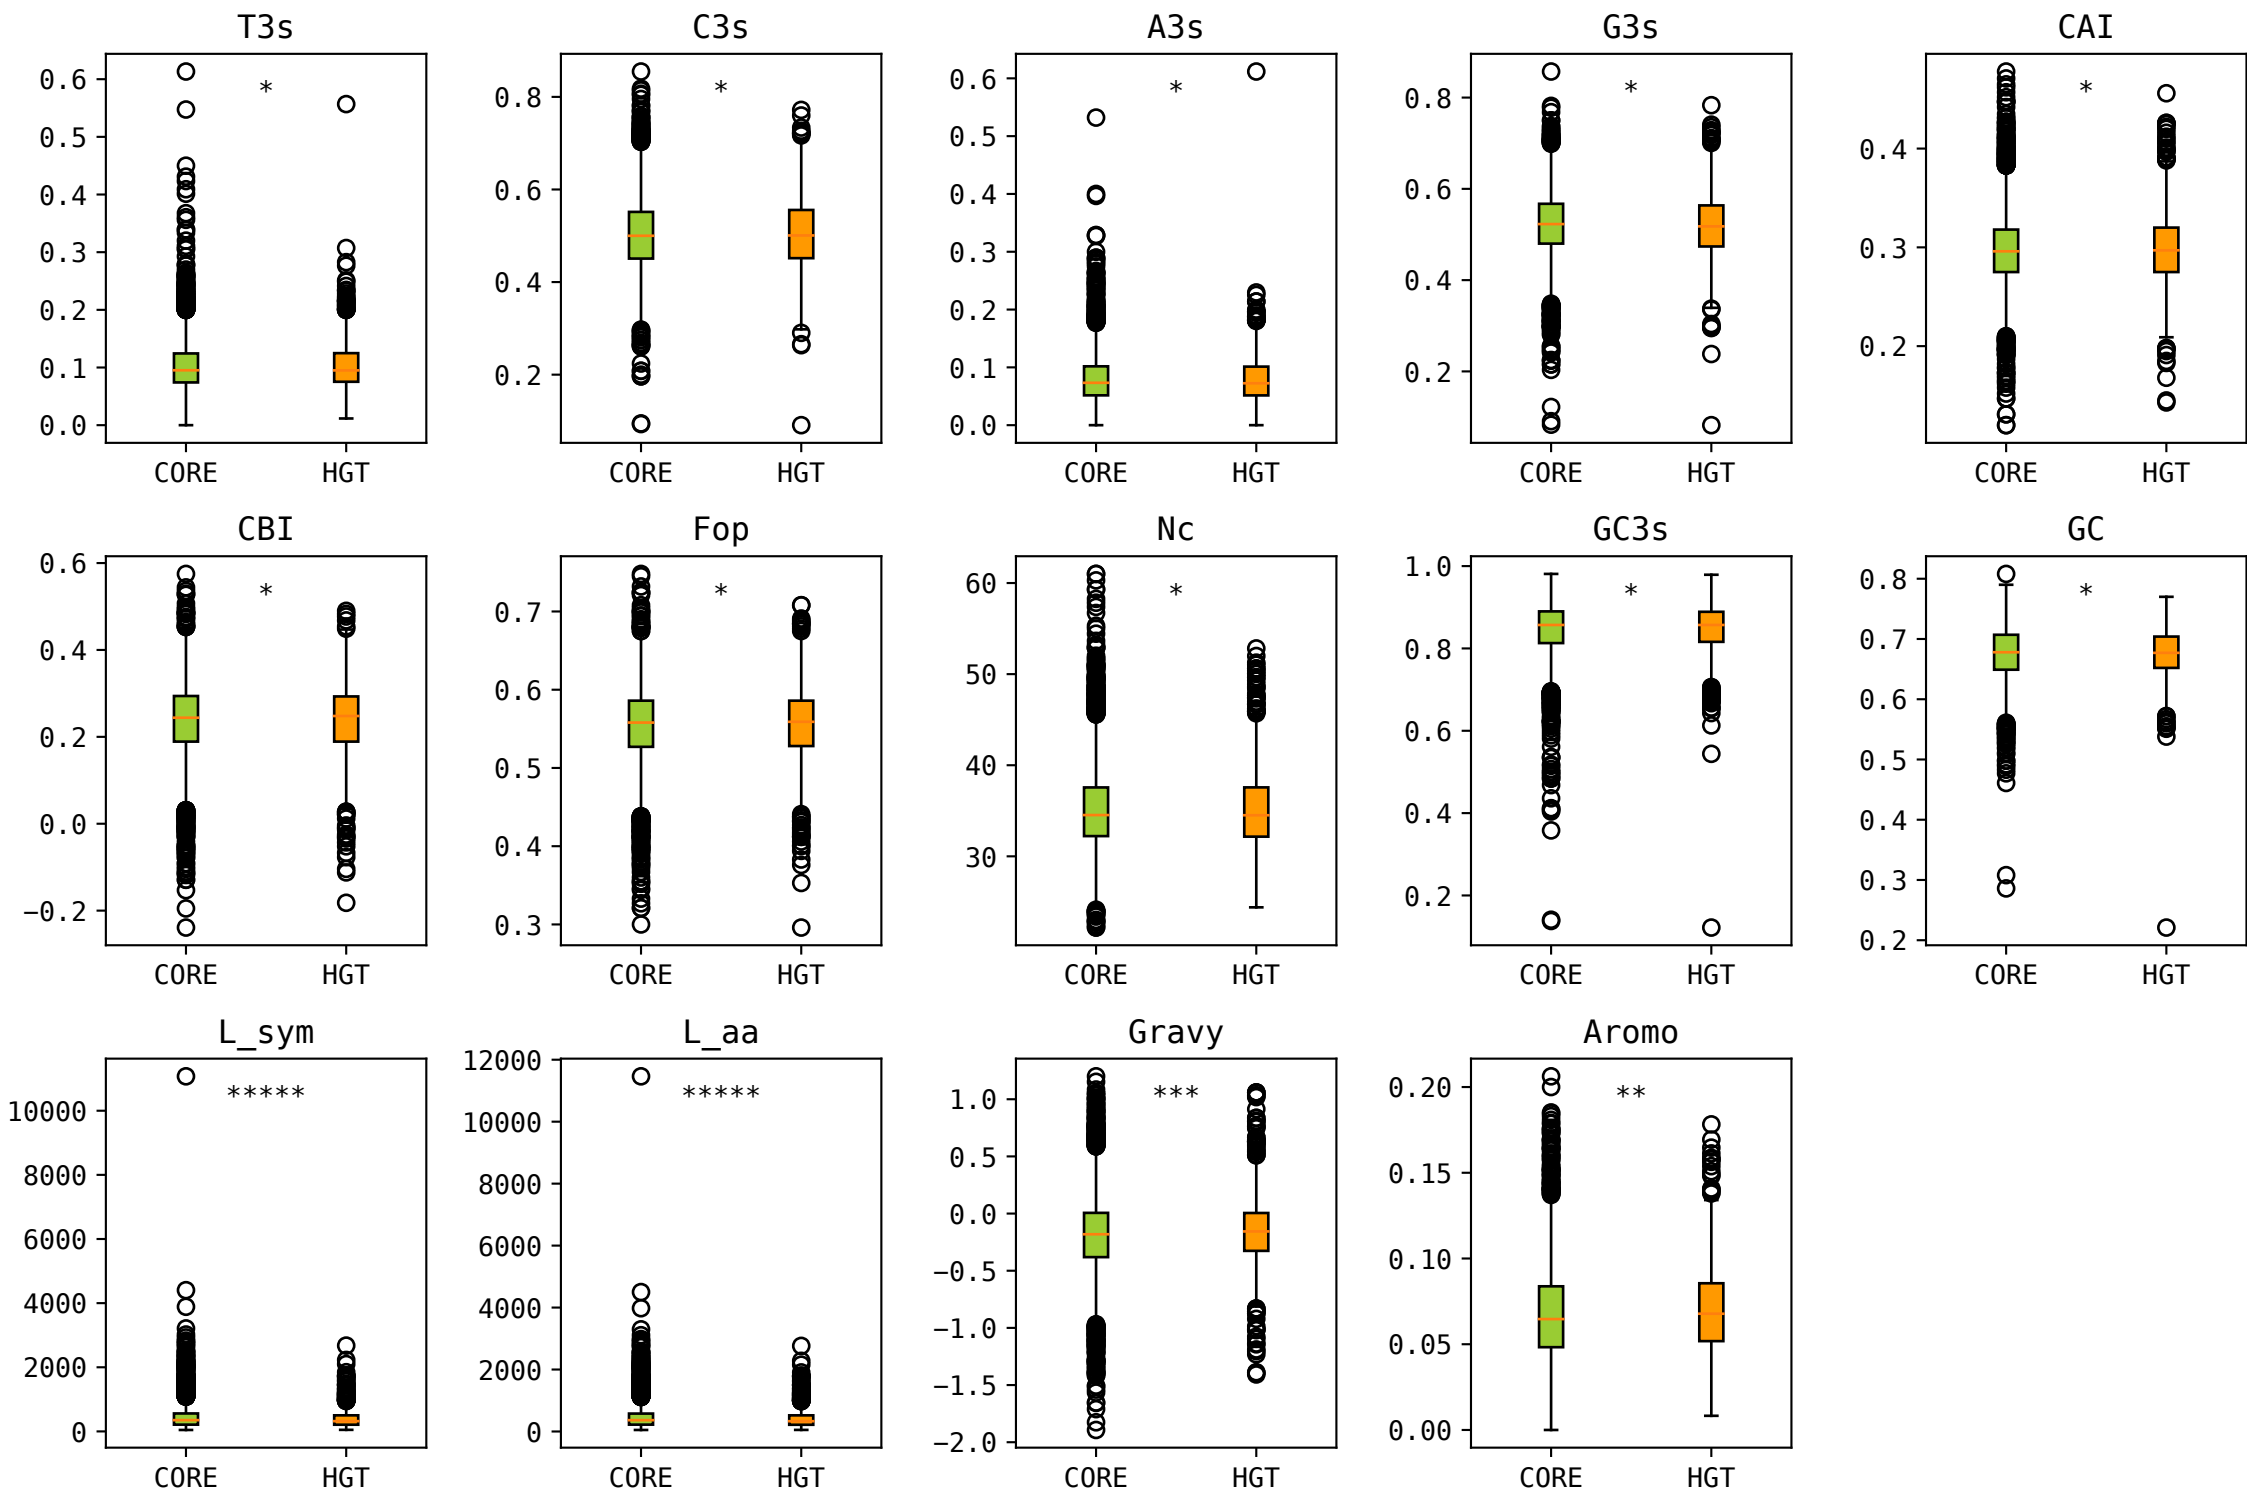 T3s C3s A3s G3s CAI
* * * * *
0.6 0.5 0.4 0.3 0.2 0.1 0.0
0.8 0.6 0.4 0.2
0.6 0.5 0.4 0.3 0.2 0.1 0.0
0.8 0.6 0.4 0.2
0.4 0.3 0.2
CORE HGT CORE HGT CORE HGT CORE HGT CORE HGT
CBI Fop Nc GC3s GC
* * * * *
0.6 0.4 0.2 0.0 −0.2
0.7 0.6 0.5 0.4 0.3
60 50 40 30
1.0 0.8 0.6 0.4 0.2
0.8 0.7 0.6 0.5 0.4 0.3 0.2
CORE HGT CORE HGT CORE HGT CORE HGT CORE HGT
L_sym L_aa Gravy Aromo
***** ***** *** **
10000 8000 6000 4000 2000 0
12000 10000 8000 6000 4000 2000 0
1.0 0.5 0.0 −0.5 −1.0 −1.5 −2.0
0.20 0.15 0.10 0.05 0.00
CORE HGT CORE HGT CORE HGT CORE HGT